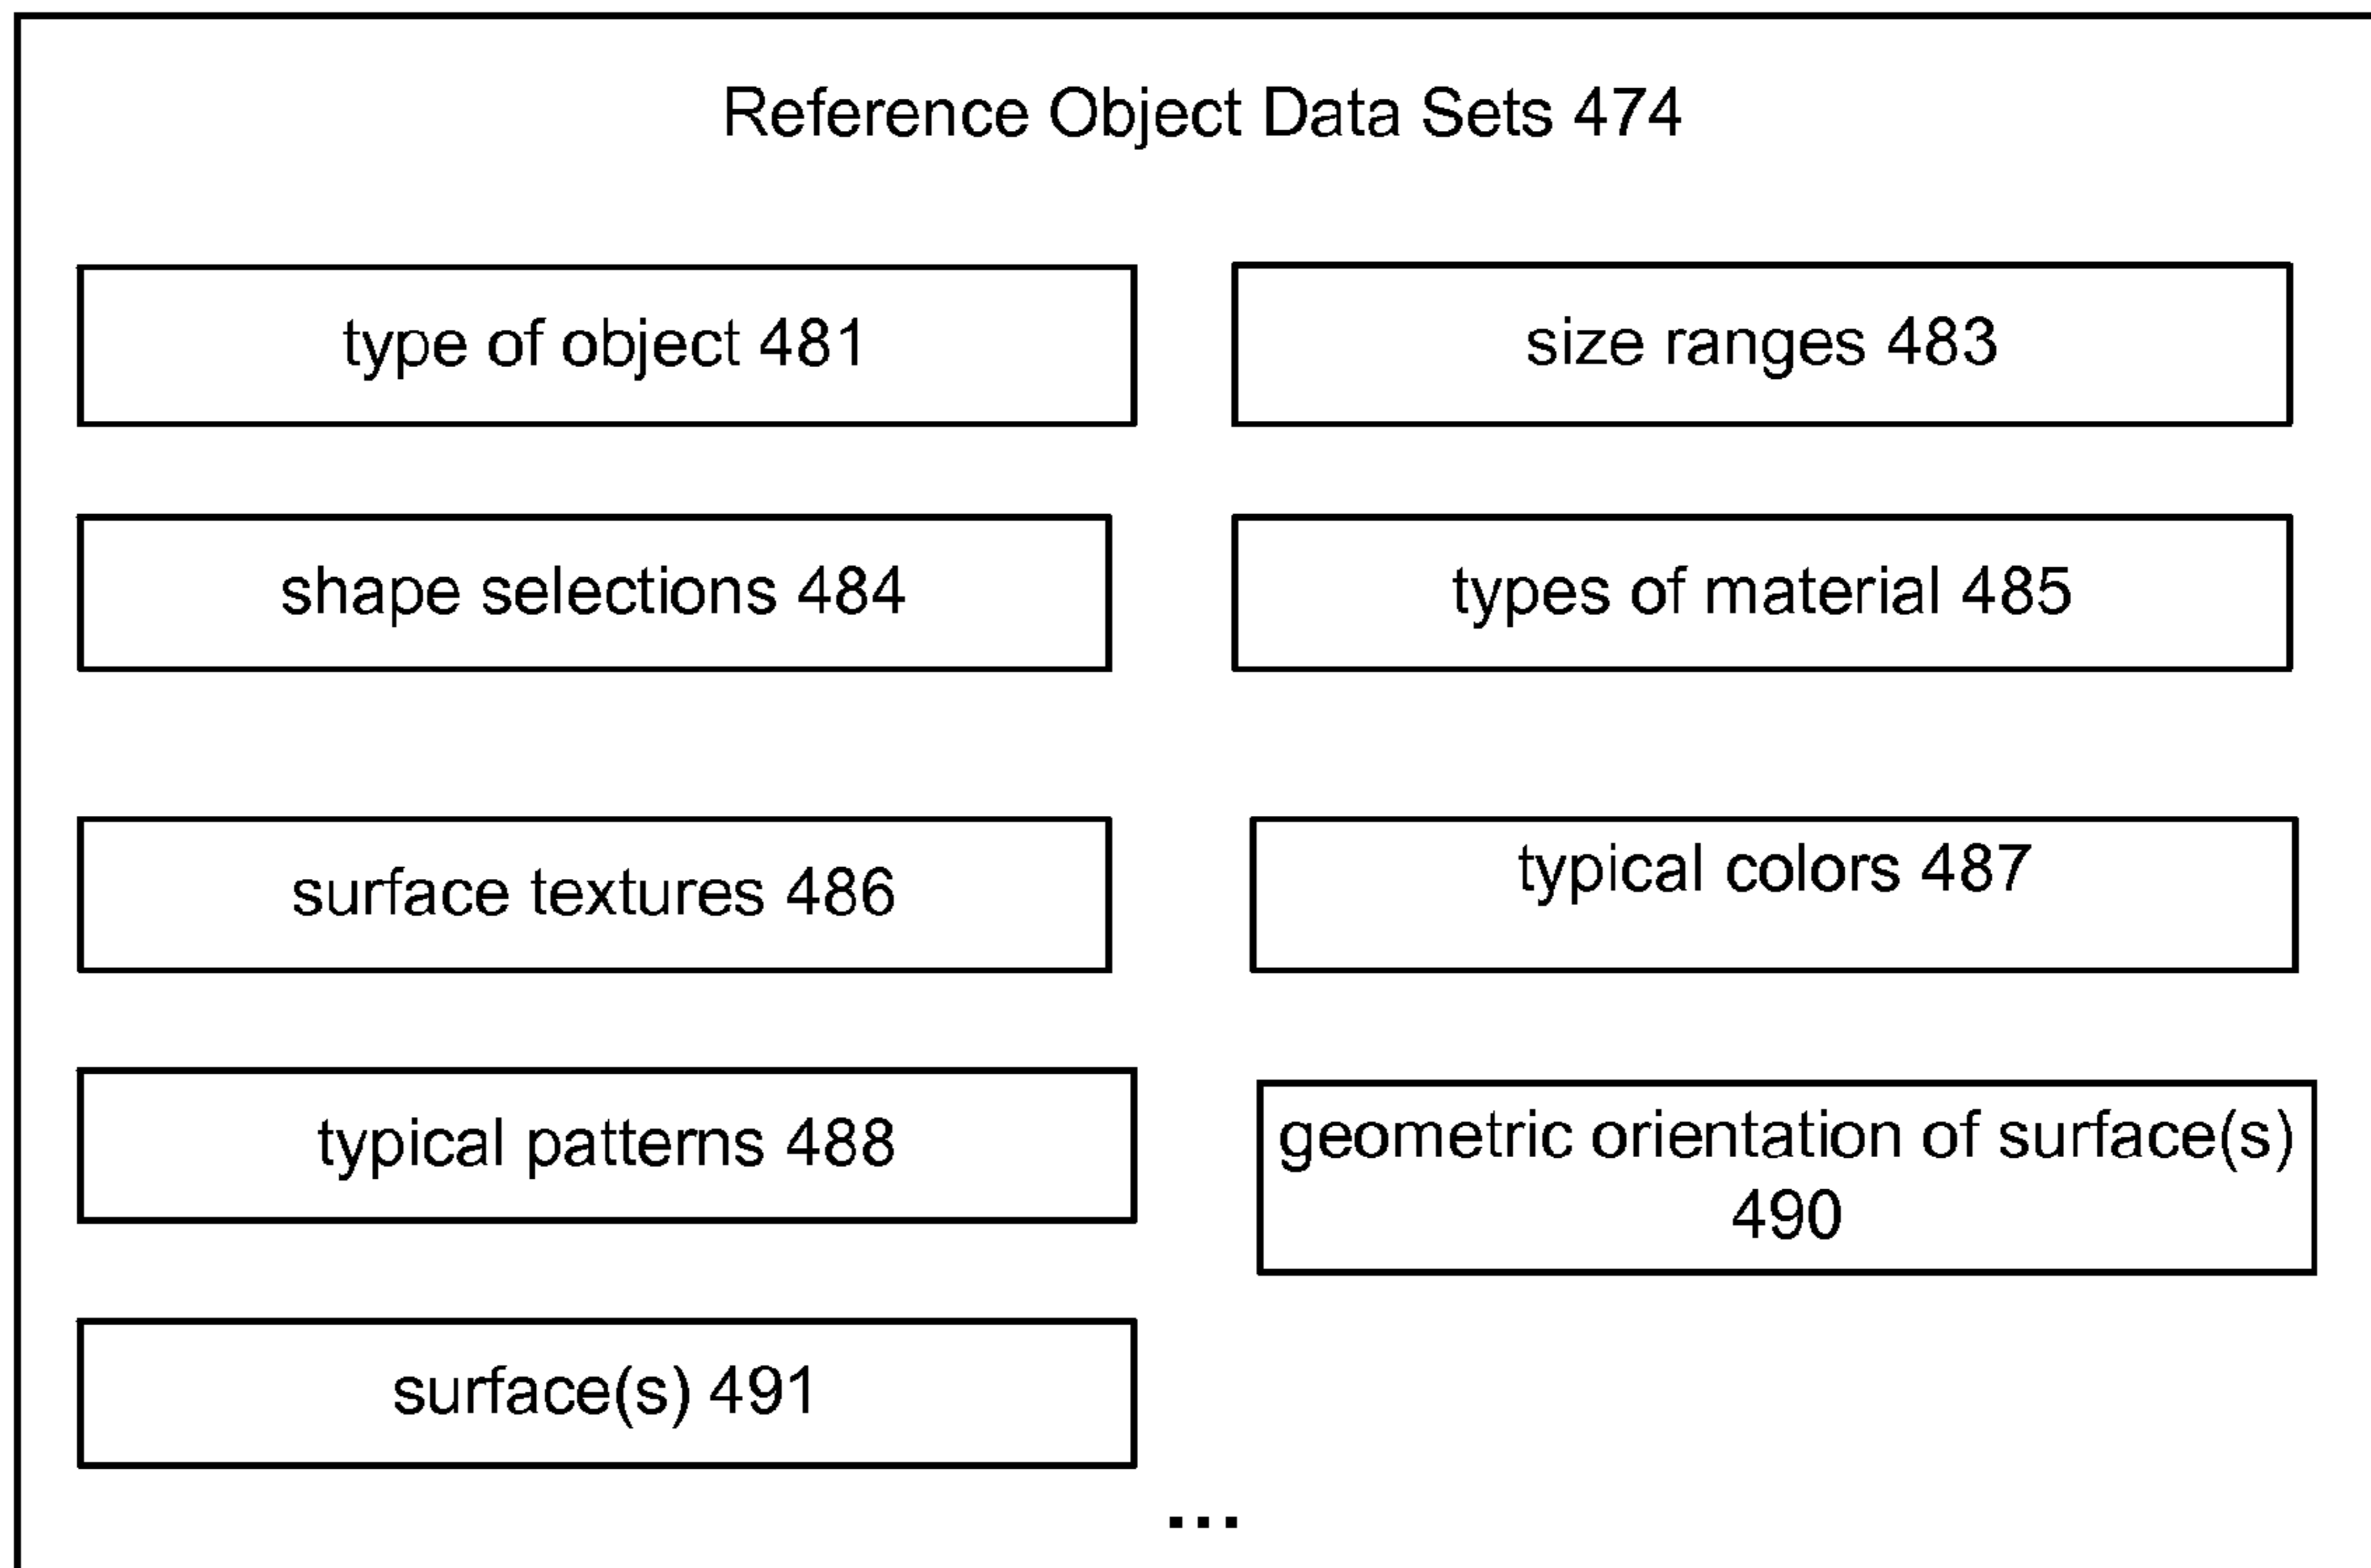 Reference Object Data Sets 474
type of object 481
size ranges 483
shape selections 484
types of material 485
surface textures 486
typical colors 487
typical patterns 488
geometric orientation of surface(s)
490
surface(s) 491
...